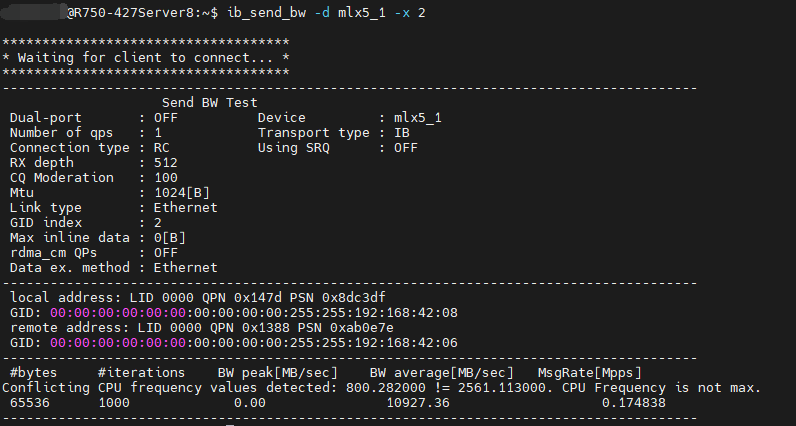 @R750-427Server8:~$ ib_send_bw -d mlx5_1 -x 2
************************************
* Waiting for client to connect... *
************************************
---------------------------------------------------------------------------------------
Send BW Test
Dual-port       : OFF          Device         : mlx5_1
Number of qps   : 1            Transport type : IB
Connection type : RC           Using SRQ      : OFF
RX depth        : 512
CQ Moderation   : 100
Mtu             : 1024[B]
Link type       : Ethernet
GID index       : 2
Max inline data : 0[B]
rdma_cm QPs     : OFF
Data ex. method : Ethernet
---------------------------------------------------------------------------------------
local address: LID 0000 QPN 0x147d PSN 0x8dc3df
GID: 00:00:00:00:00:00:00:00:00:00:255:255:192:168:42:08
remote address: LID 0000 QPN 0x1388 PSN 0xab0e7e
GID: 00:00:00:00:00:00:00:00:00:00:255:255:192:168:42:06
---------------------------------------------------------------------------------------
#bytes     #iterations    BW peak[MB/sec]    BW average[MB/sec]   MsgRate[Mpps]
Conflicting CPU frequency values detected: 800.282000 != 2561.113000. CPU Frequency is not max.
65536      1000             0.00               10927.36                   0.174838
---------------------------------------------------------------------------------------